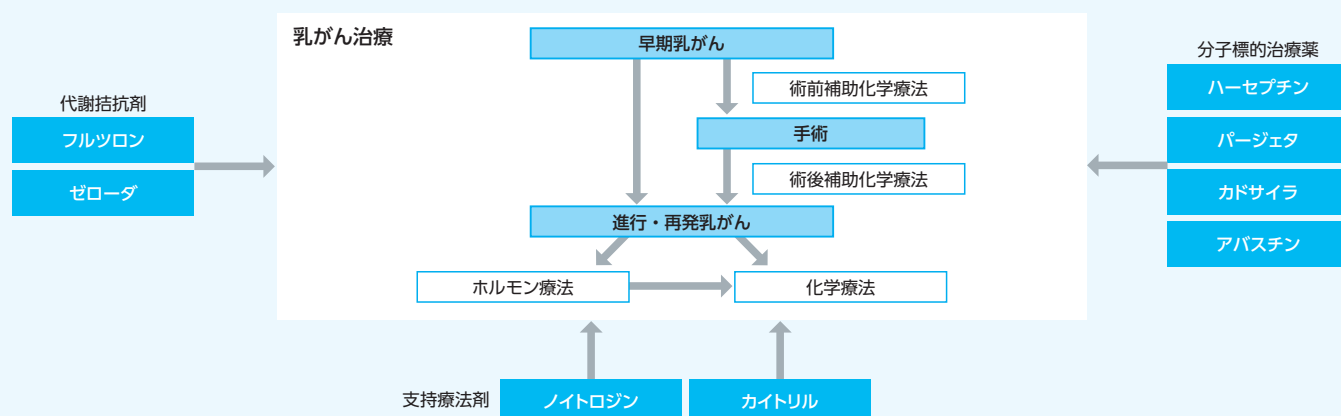 乳がん治療
早期乳がん
術前補助化学療法
手術
術後補助化学療法
進行・再発乳がん
ホルモン療法
化学療法
代謝拮抗剤
フルツロン
ゼローダ
分子標的治療薬
ハーセプチン
パージェタ
カドサイラ
アバスチン
支持療法剤
ノイトロジン
カイトリル